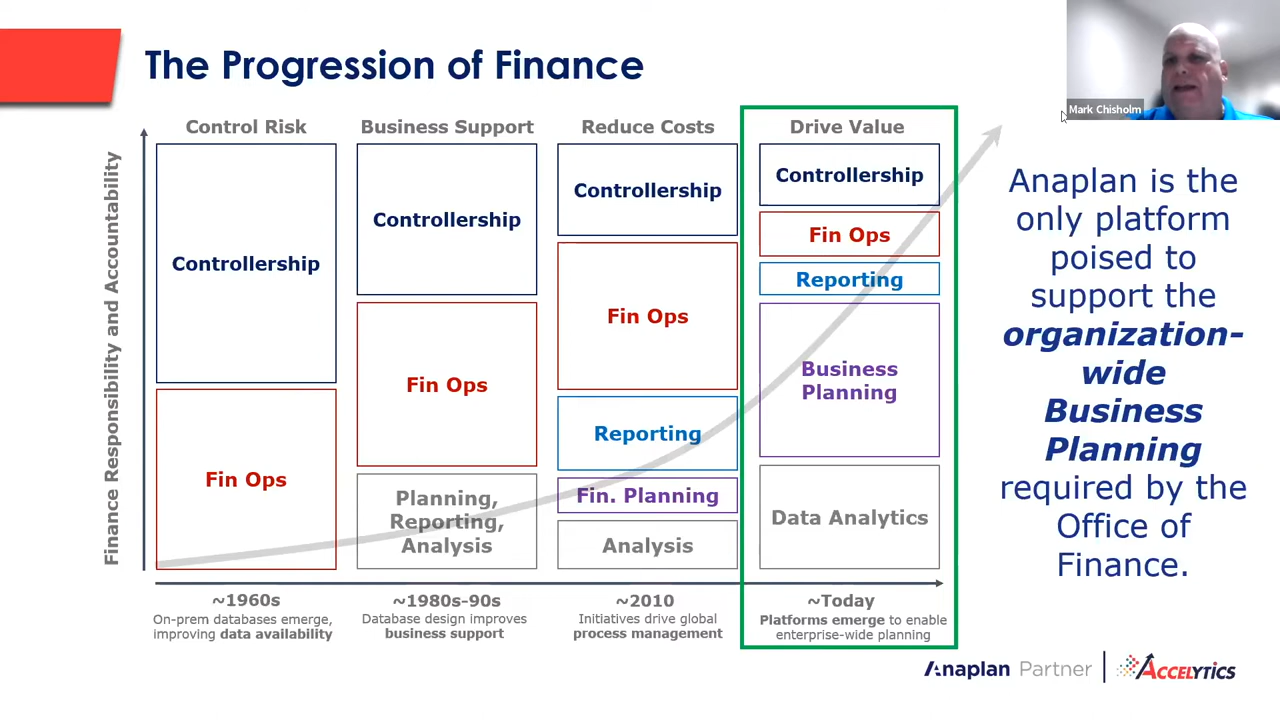 The Progression of Finance
Mark Chisholm
Finance Responsibility and Accountability
Control Risk
Controllership
Fin Ops
~1960s
On-prem databases emerge,
improving data availability
Business Support
Controllership
Fin Ops
Planning,
Reporting,
Analysis
~1980s-90s
Database design improves
business support
Reduce Costs
Controllership
Fin Ops
Reporting
Fin. Planning
Analysis
~2010
Initiatives drive global
process management
Drive Value
Controllership
Fin Ops
Reporting
Business
Planning
Data Analytics
~Today
Platforms emerge to enable
enterprise-wide planning
Anaplan is the
only platform
poised to
support the
organization-
wide
Business
Planning
required by the
Office of
Finance.
Anaplan Partner
ACCELYTICS